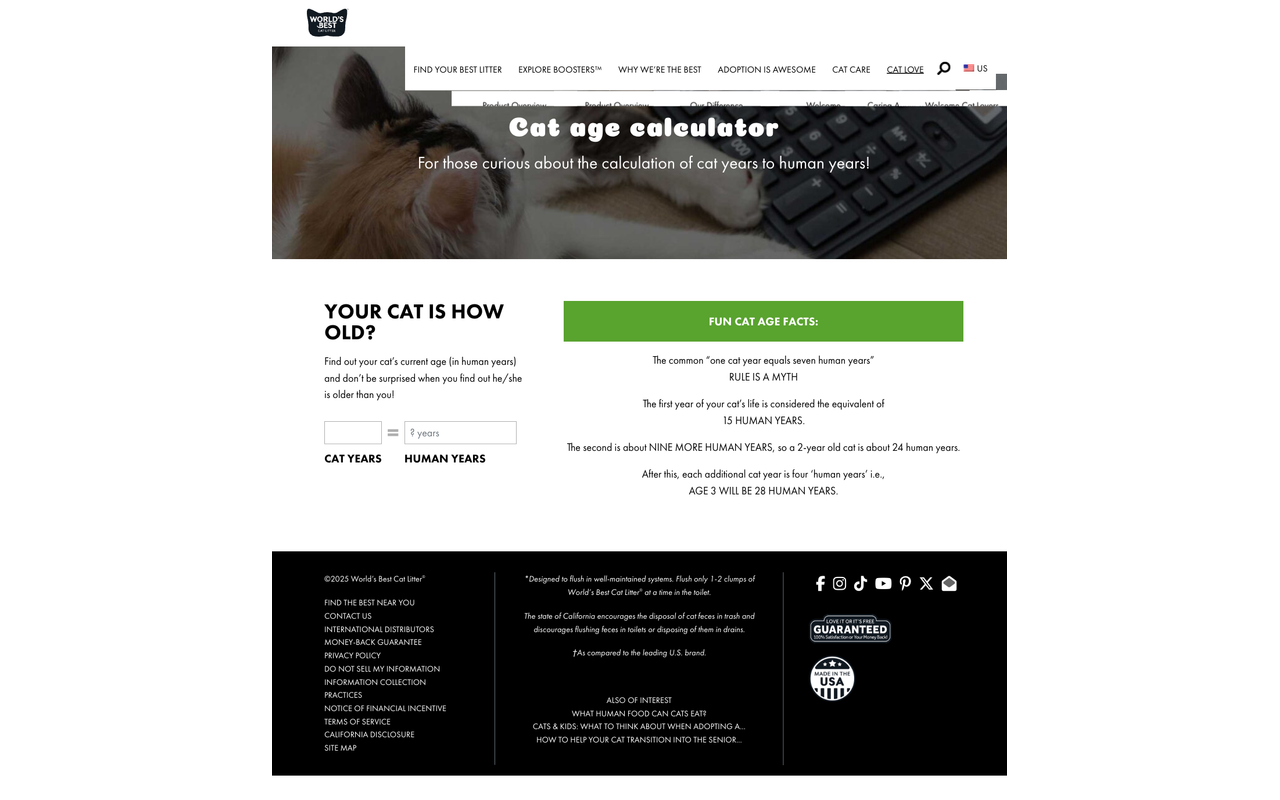 WORLD'S
BEST
CAT LITTER
FIND YOUR BEST LITTER EXPLORE BOOSTERS™ WHY WE'RE THE BEST ADOPTION IS AWESOME CAT CARE CAT LOVE US
Product Overview Product Overview Our Difference Welcome Caring A Welcome Cat Lovers
Cat age calculator
For those curious about the calculation of cat years to human years!
YOUR CAT IS HOW
OLD?
Find out your cat's current age (in human years)
and don't be surprised when you find out he/she
is older than you!
= ? years
CAT YEARS HUMAN YEARS
FUN CAT AGE FACTS:
The common “one cat year equals seven human years”
RULE IS A MYTH
The first year of your cat's life is considered the equivalent of
15 HUMAN YEARS.
The second is about NINE MORE HUMAN YEARS, so a 2-year old cat is about 24 human years.
After this, each additional cat year is four ‘human years’ i.e.,
AGE 3 WILL BE 28 HUMAN YEARS.
©2025 World's Best Cat Litter®
FIND THE BEST NEAR YOU
CONTACT US
INTERNATIONAL DISTRIBUTORS
MONEY-BACK GUARANTEE
PRIVACY POLICY
DO NOT SELL MY INFORMATION
INFORMATION COLLECTION
PRACTICES
NOTICE OF FINANCIAL INCENTIVE
TERMS OF SERVICE
CALIFORNIA DISCLOSURE
SITE MAP
*Designed to flush in well-maintained systems. Flush only 1-2 clumps of
World's Best Cat Litter® at a time in the toilet.
The state of California encourages the disposal of cat feces in trash and
discourages flushing feces in toilets or disposing of them in drains.
†As compared to the leading U.S. brand.
ALSO OF INTEREST
WHAT HUMAN FOOD CAN CATS EAT?
CATS & KIDS: WHAT TO THINK ABOUT WHEN ADOPTING A...
HOW TO HELP YOUR CAT TRANSITION INTO THE SENIOR...
LOVE IT OR IT'S FREE
GUARANTEED
100% Satisfaction or Your Money Back!
MADE IN THE
USA